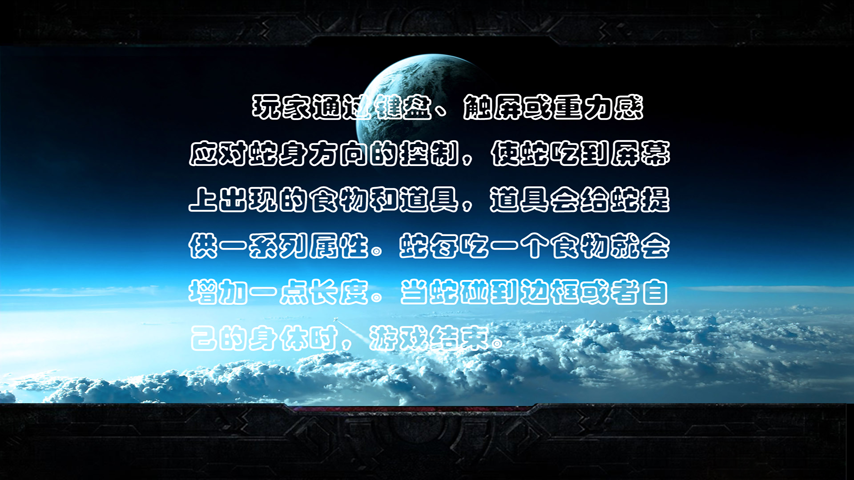 玩家通过键盘、触屏或重力感
应对蛇身方向的控制，使蛇吃到屏幕
上出现的食物和道具，道具会给蛇提
供一系列属性。蛇每吃一个食物就会
增加一点长度。当蛇碰到边框或者自
己的身体时，游戏结束。